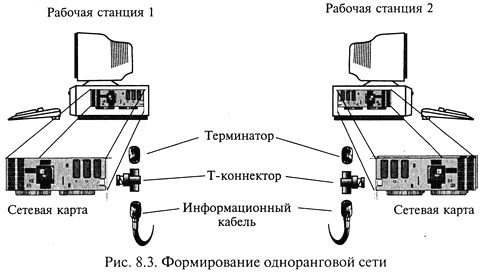 Рабочая станция 1
Рабочая станция 2
Терминатор
Т-коннектор
Сетевая карта
Информационный
кабель
Сетевая карта
Рис. 8.3. Формирование одноранговой сети